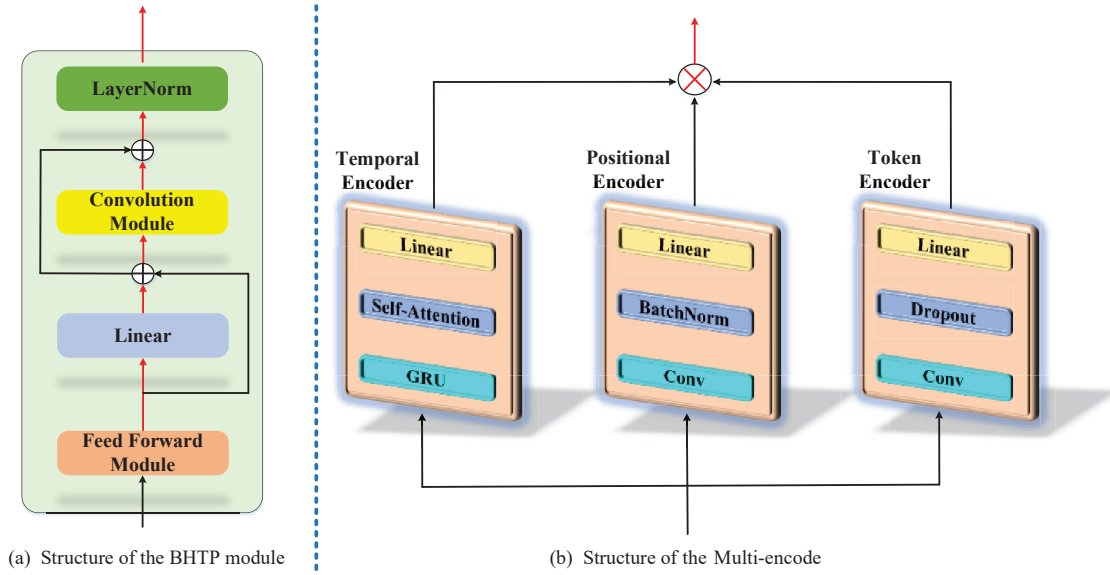 LayerNorm
Convolution
Module
Linear
Feed Forward
Module
(a) Structure of the BHTP module
Temporal
Encoder
Linear
Self-Attention
GRU
Positional
Encoder
Linear
BatchNorm
Conv
Token
Encoder
Linear
Dropout
Conv
(b) Structure of the Multi-encode